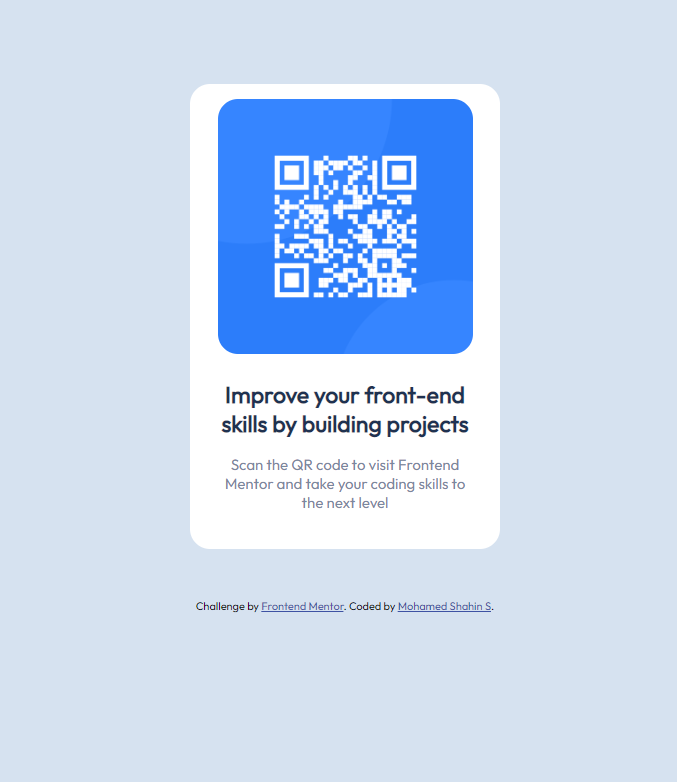 Improve your front-end
skills by building projects
Scan the QR code to visit Frontend
Mentor and take your coding skills to
the next level
Challenge by Frontend Mentor. Coded by Mohamed Shahin S.